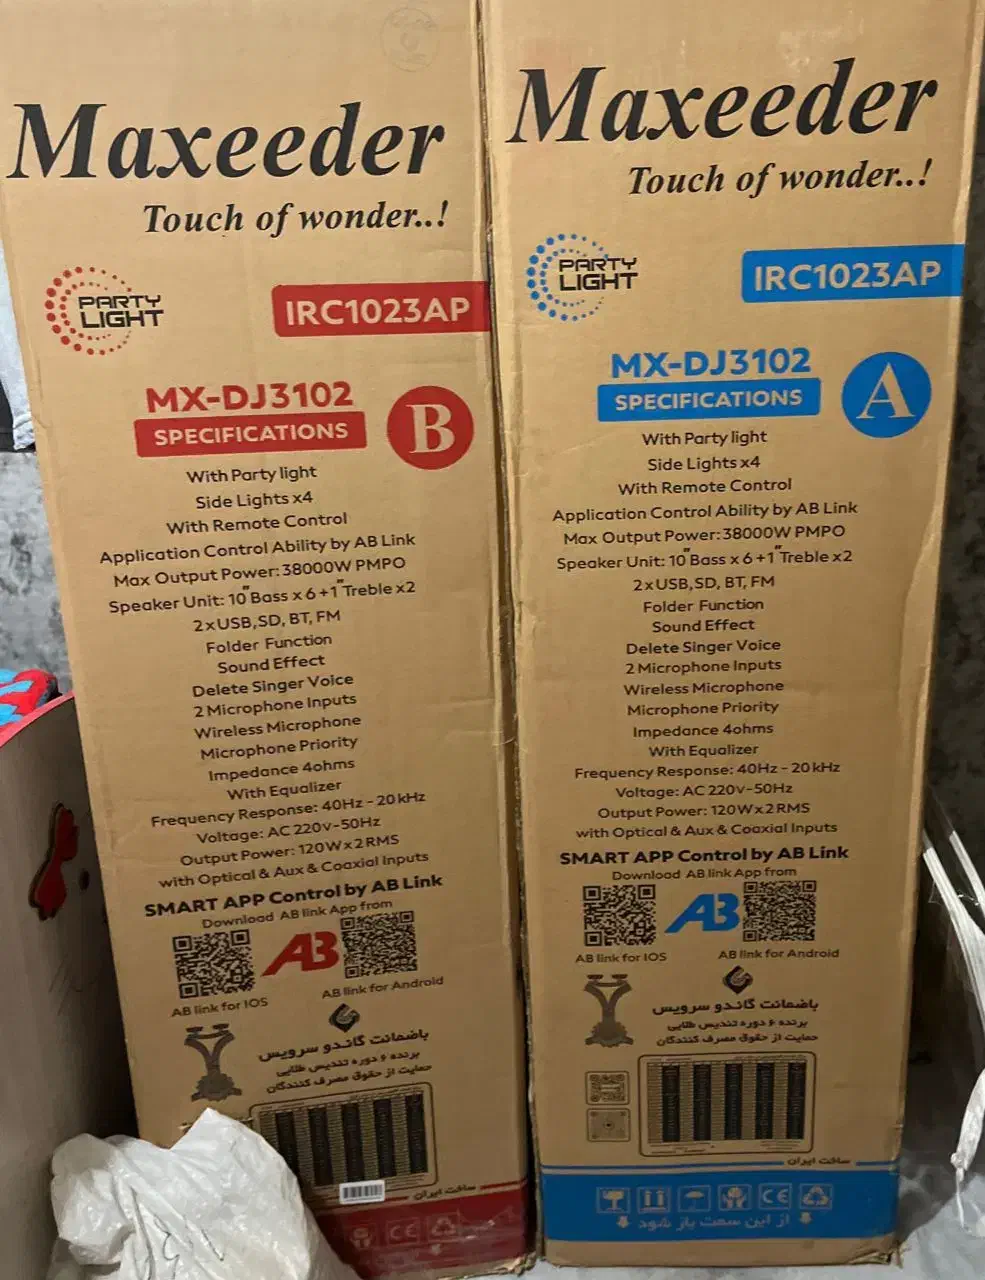 Maxeeder
Touch of wonder..!
PARTY
LIGHT
IRC1023AP
MX-DJ3102
SPECIFICATIONS
B
With Party light
Side Lights x4
With Remote Control
Application Control Ability by AB Link
Max Output Power: 38000W PMPO
Speaker Unit: 10" Bass x 6 + 1" Treble x2
2xUSB,SD, BT, FM
Folder Function
Sound Effect
Delete Singer Voice
2 Microphone Inputs
Wireless Microphone
Microphone Priority
Impedance 4ohms
With Equalizer
Frequency Response: 40Hz - 20kHz
Voltage: AC 220v-50Hz
Output Power: 120W x 2 RMS
with Optical & Aux & Coaxial Inputs
SMART APP Control by AB Link
Download AB link App from
AB
AB link for IOS
AB link for Android
باضمانت گاندو سرویس
برنده ۶ دوره تندیس طلایی
حمایت از حقوق مصرف کنندگان
ساخت ایران
CE
Maxeeder
Touch of wonder..!
PARTY
LIGHT
IRC1023AP
MX-DJ3102
SPECIFICATIONS
A
With Party light
Side Lights x4
With Remote Control
Application Control Ability by AB Link
Max Output Power: 38000W PMPO
Speaker Unit: 10" Bass x 6 + 1" Treble x2
2xUSB,SD, BT, FM
Folder Function
Sound Effect
Delete Singer Voice
2 Microphone Inputs
Wireless Microphone
Microphone Priority
Impedance 4ohms
With Equalizer
Frequency Response: 40Hz - 20kHz
Voltage: AC 220v-50Hz
Output Power: 120W x 2 RMS
with Optical & Aux & Coaxial Inputs
SMART APP Control by AB Link
Download AB link App from
AB
AB link for IOS
AB link for Android
باضمانت گاندو سرویس
برنده ۶ دوره تندیس طلایی
حمایت از حقوق مصرف کنندگان
ساخت ایران
CE
از این سمت باز شود